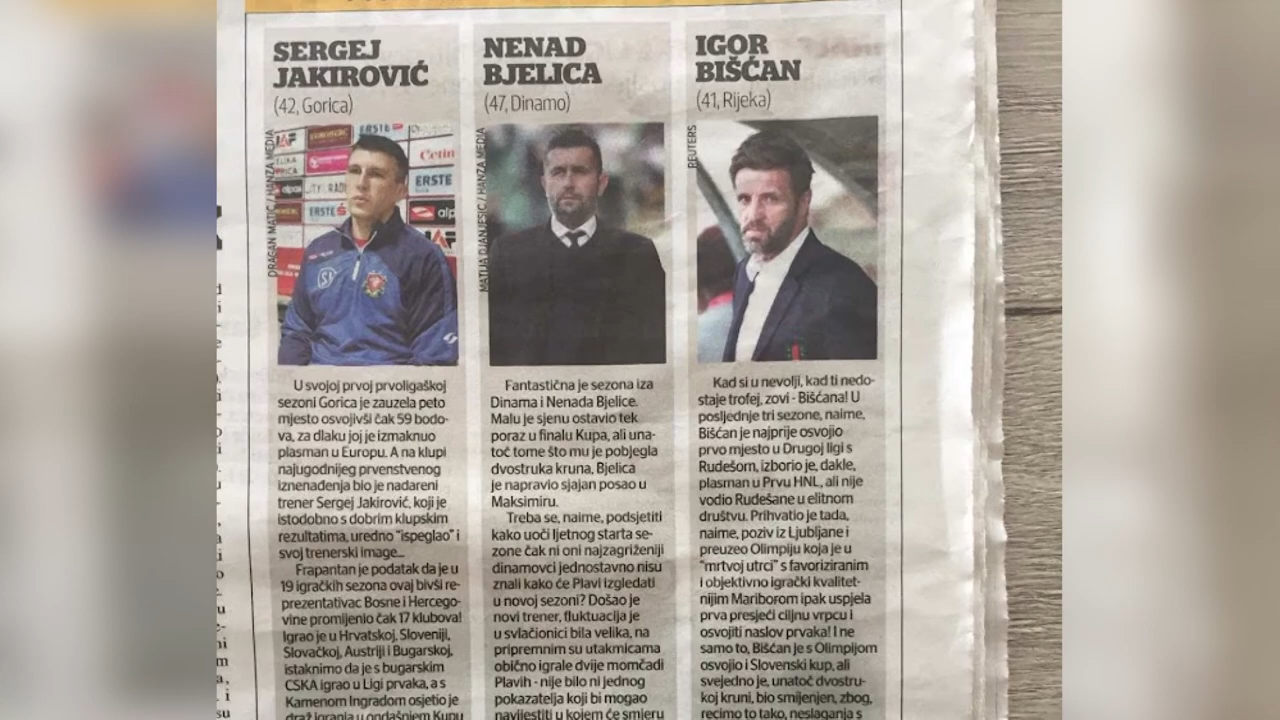 SERGEJ
JAKIROVIĆ
(42, Gorica)
DRAGAN MATIĆ / HANZA MEDIA
ERSTE
Cetin
ERSTE
ERSTE
alp
U svojoj prvoj prvoligaškoj
sezoni Gorica je zauzela peto
mjesto osvojivši čak 59 bodo-
va, za dlaku joj je izmaknuo
plasman u Europu. A na klupi
najugodnijeg prvenstvenog
iznenađenja bio je nadareni
trener Sergej Jakirović, koji je
istodobno s dobrim klupskim
rezultatima, uredno "ispeglao" i
svoj trenerski image...
Frapantan je podatak da je u
19 igračkih sezona ovaj bivši re-
prezentativac Bosne i Hercego-
vine promijenio čak 17 klubova!
Igrao je u Hrvatskoj, Sloveniji,
Slovačkoj, Austriji i Bugarskoj,
istaknimo da je s bugarskim
CSKA igrao u Ligi prvaka, a s
Kamenom Ingradom osjetio je
draž igranja u ondašnjem Kupu
NENAD
BJELICA
(47, Dinamo)
MATIJA DJANJEŠIĆ / HANZA MEDIA
Fantastična je sezona iza
Dinama i Nenada Bjelice.
Malu je sjenu ostavio tek
poraz u finalu Kupa, ali una-
toč tome što mu je pobjegla
dvostruka kruna, Bjelica
je napravio sjajan posao u
Maksimiru.
Treba se, naime, podsjetiti
kako uoči ljetnog starta se-
zone čak ni oni najzagriženiji
dinamovci jednostavno nisu
znali kako će Plavi izgledati
u novoj sezoni? Došao je
novi trener, fluktuacija je
u svlačionici bila velika, na
pripremnim su utakmicama
obično igrale dvije momčadi
Plavih - nije bilo ni jednog
pokazatelja koji bi mogao
navijestiti u kojem će smjeru
IGOR
BIŠĆAN
(41, Rijeka)
REUTERS
Kad si u nevolji, kad ti nedo-
staje trofej, zovi - Bišćana! U
posljednje tri sezone, naime,
Bišćan je najprije osvojio
prvo mjesto u Drugoj ligi s
Rudešom, izborio je, dakle,
plasman u Prvu HNL, ali nije
vodio Rudešane u elitnom
društvu. Prihvatio je tada,
naime, poziv iz Ljubljane i
preuzeo Olimpiju koja je u
"mrtvoj utrci" s favoriziranim
i objektivno igrački kvalitet-
nijim Mariborom ipak uspjela
prva presjeći ciljnu vrpcu i
osvojiti naslov prvaka! I ne
samo to, Bišćan je s Olimpijom
osvojio i Slovenski kup, ali
svejedno je, unatoč dvostru-
koj kruni, bio smijenjen, zbog,
recimo to tako, neslaganja s